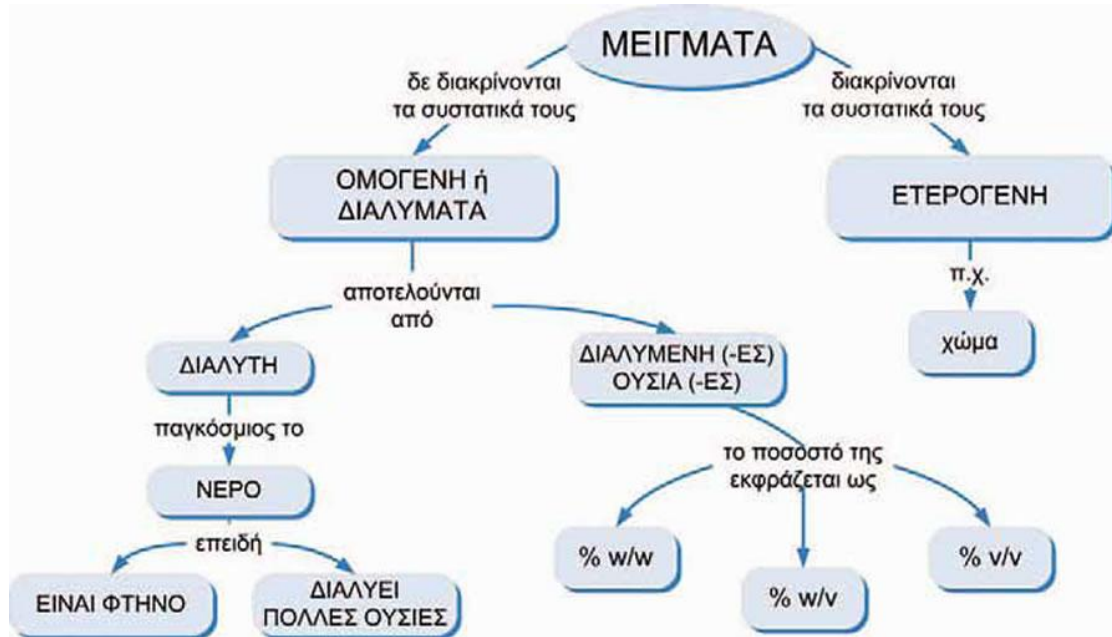 ΜΕΙΓΜΑΤΑ
δε διακρίνονται
τα συστατικά τους
διακρίνονται
τα συστατικά τους
ΟΜΟΓΕΝΗ ή
ΔΙΑΛΥΜΑΤΑ
ΕΤΕΡΟΓΕΝΗ
αποτελούνται
από
π.χ.
χώμα
ΔΙΑΛΥΤΗ
ΔΙΑΛΥΜΕΝΗ (-ΕΣ)
ΟΥΣΙΑ (-ΕΣ)
παγκόσμιος το
ΝΕΡΟ
επειδή
ΕΙΝΑΙ ΦΤΗΝΟ
ΔΙΑΛΥΕΙ
ΠΟΛΛΕΣ ΟΥΣΙΕΣ
το ποσοστό της
εκφράζεται ως
% w/w
% w/v
% v/v